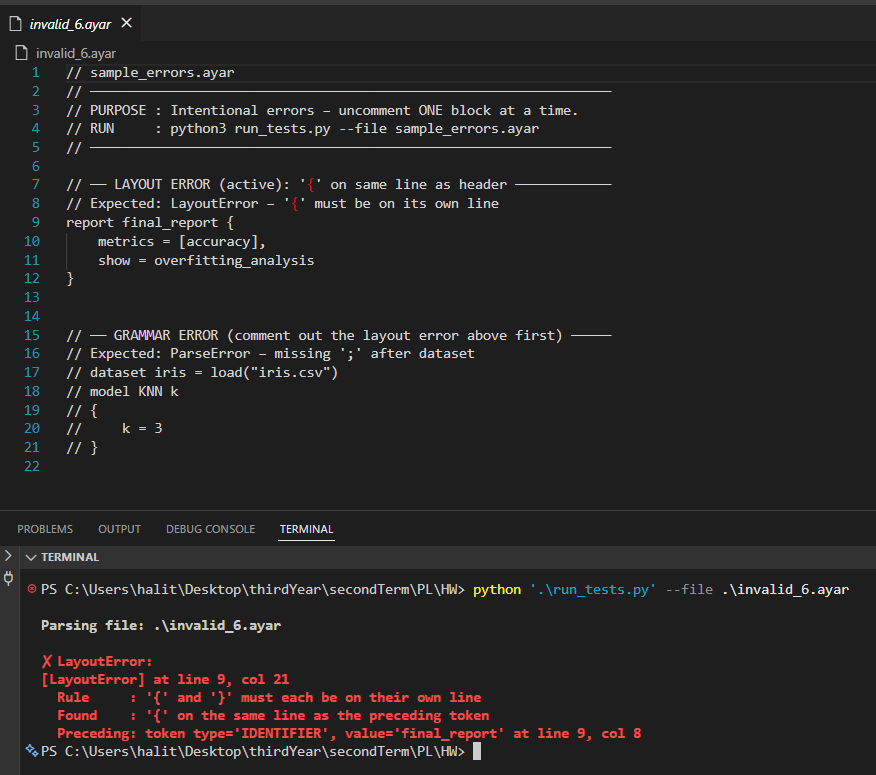 invalid_6.ayar ✕
invalid_6.ayar
1 // sample_errors.ayar
2 // ─────────────────────────────────────────────────────────────────
3 // PURPOSE : Intentional errors – uncomment ONE block at a time.
4 // RUN     : python3 run_tests.py --file sample_errors.ayar
5 // ─────────────────────────────────────────────────────────────────
6
7 // ── LAYOUT ERROR (active): '{' on same line as header ────────────
8 // Expected: LayoutError – '{' must be on its own line
9 report final_report {
10     metrics = [accuracy],
11     show = overfitting_analysis
12 }
13
14
15 // ── GRAMMAR ERROR (comment out the layout error above first) ─────
16 // Expected: ParseError – missing ';' after dataset
17 // dataset iris = load("iris.csv")
18 // model KNN k
19 // {
20 //     k = 3
21 // }
22
PROBLEMS OUTPUT DEBUG CONSOLE TERMINAL
TERMINAL
PS C:\Users\halit\Desktop\thirdYear\secondTerm\PL\HW> python '.\run_tests.py' --file .\invalid_6.ayar
Parsing file: .\invalid_6.ayar
✗ LayoutError:
[LayoutError] at line 9, col 21
  Rule     : '{' and '}' must each be on their own line
  Found    : '{' on the same line as the preceding token
  Preceding: token type='IDENTIFIER', value='final_report' at line 9, col 8
PS C:\Users\halit\Desktop\thirdYear\secondTerm\PL\HW>